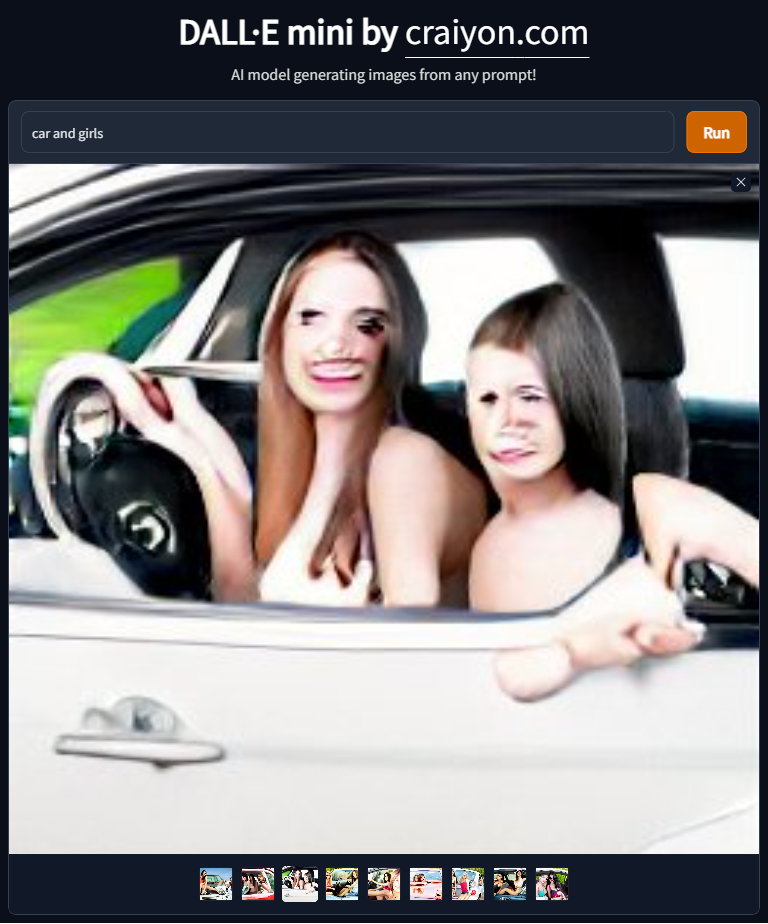 DALL·E mini by craiyon.com
AI model generating images from any prompt!
car and girls
Run